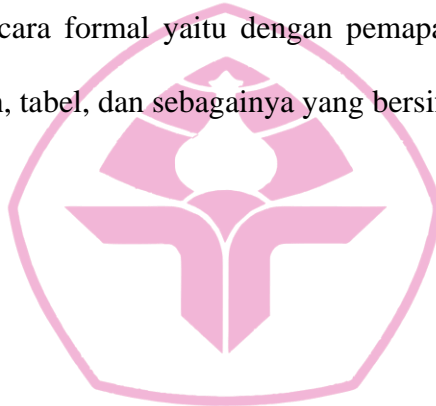 cara formal yaitu dengan pemapa
, tabel, dan sebagainya yang bersi